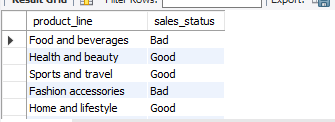 Result Grid Filter Rows: Export:
product_line sales_status
Food and beverages Bad
Health and beauty Good
Sports and travel Good
Fashion accessories Bad
Home and lifestyle Good